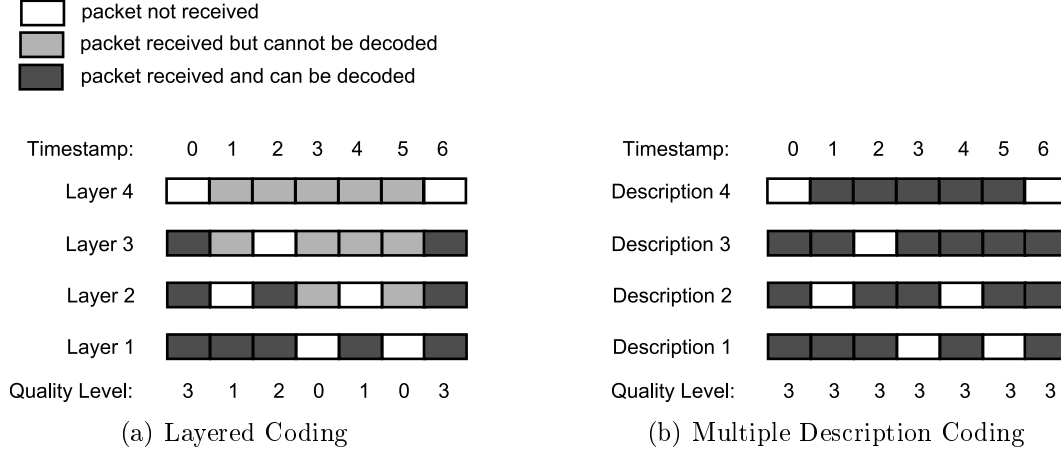 packet not received
packet received but cannot be decoded
packet received and can be decoded
Timestamp: 0 1 2 3 4 5 6
Layer 4
Layer 3
Layer 2
Layer 1
Quality Level: 3 1 2 0 1 0 3
(a) Layered Coding
Timestamp: 0 1 2 3 4 5 6
Description 4
Description 3
Description 2
Description 1
Quality Level: 3 3 3 3 3 3 3
(b) Multiple Description Coding